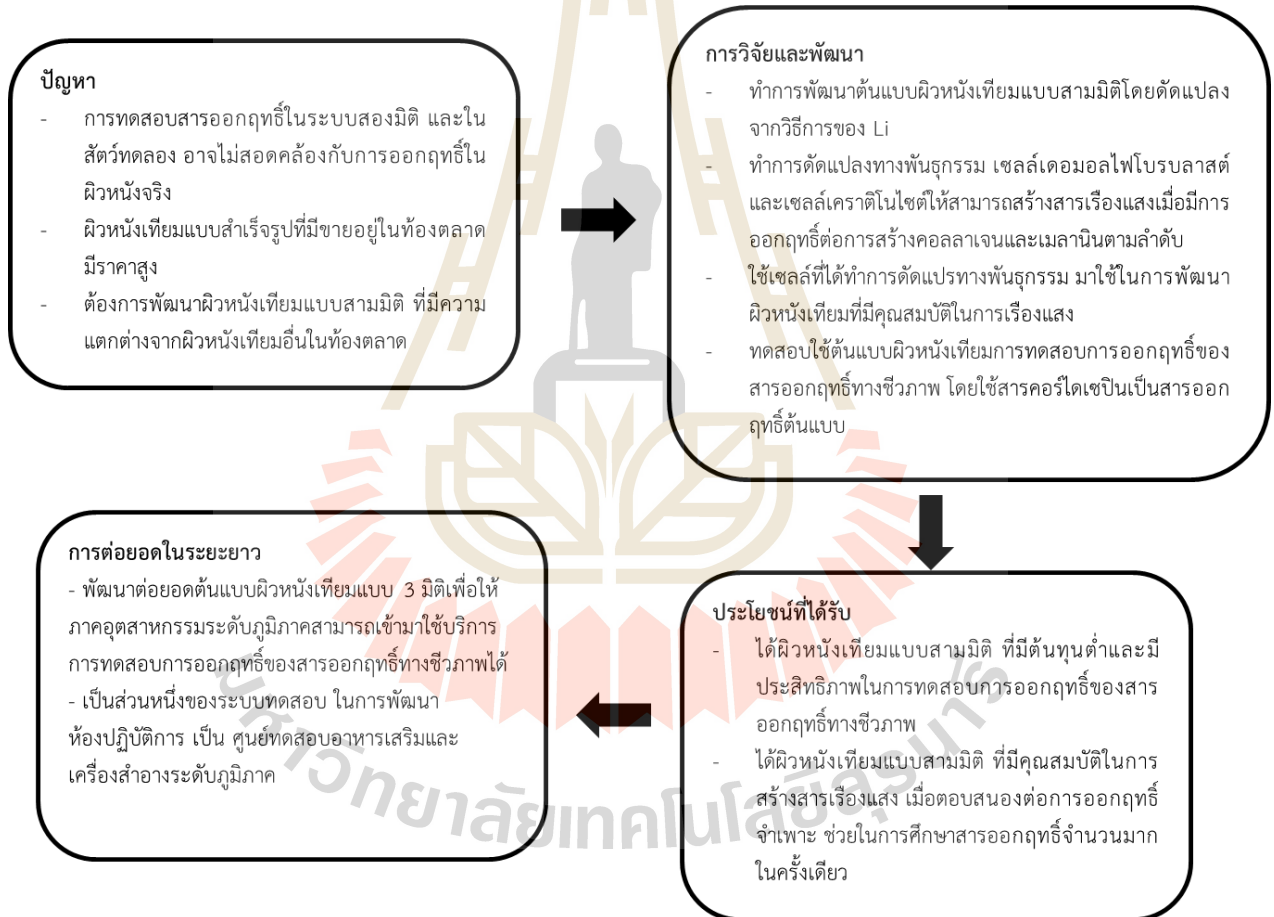 ปัญหา
- การทดสอบสารออกฤทธิ์ในระบบสองมิติ และใน
สัตว์ทดลอง อาจไม่สอดคล้องกับการออกฤทธิ์ใน
ผิวหนังจริง
- ผิวหนังเทียมแบบสำเร็จรูปที่มีขายอยู่ในท้องตลาด
มีราคาสูง
- ต้องการพัฒนาผิวหนังเทียมแบบสามมิติ ที่มีความ
แตกต่างจากผิวหนังเทียมอื่นในท้องตลาด
การวิจัยและพัฒนา
- ทำการพัฒนาต้นแบบผิวหนังเทียมแบบสามมิติโดยดัดแปลง
จากวิธีการของ Li
- ทำการดัดแปลงทางพันธุกรรม เซลล์เดอมอลไฟโบรบลาสต์
และเซลล์เคราติโนไซต์ให้สามารถสร้างสารเรืองแสงเมื่อมีการ
ออกฤทธิ์ต่อการสร้างคอลลาเจนและเมลานินตามลำดับ
- ใช้เซลล์ที่ได้ทำการดัดแปรทางพันธุกรรม มาใช้ในการพัฒนา
ผิวหนังเทียมที่มีคุณสมบัติในการเรืองแสง
- ทดสอบใช้ต้นแบบผิวหนังเทียมการทดสอบการออกฤทธิ์ของ
สารออกฤทธิ์ทางชีวภาพ โดยใช้สารคอร์ไดเซปินเป็นสารออก
ฤทธิ์ต้นแบบ
ประโยชน์ที่ได้รับ
- ได้ผิวหนังเทียมแบบสามมิติ ที่มีต้นทุนต่ำและมี
ประสิทธิภาพในการทดสอบการออกฤทธิ์ของสาร
ออกฤทธิ์ทางชีวภาพ
- ได้ผิวหนังเทียมแบบสามมิติ ที่มีคุณสมบัติในการ
สร้างสารเรืองแสง เมื่อตอบสนองต่อการออกฤทธิ์
จำเพาะ ช่วยในการศึกษาสารออกฤทธิ์จำนวนมาก
ในครั้งเดียว
การต่อยอดในระยะยาว
- พัฒนาต่อยอดต้นแบบผิวหนังเทียมแบบ 3 มิติเพื่อให้
ภาคอุตสาหกรรมระดับภูมิภาคสามารถเข้ามาใช้บริการ
การทดสอบการออกฤทธิ์ของสารออกฤทธิ์ทางชีวภาพได้
- เป็นส่วนหนึ่งของระบบทดสอบ ในการพัฒนา
ห้องปฏิบัติการ เป็น ศูนย์ทดสอบอาหารเสริมและ
เครื่องสำอางระดับภูมิภาค
มหาวิทยาลัยเทคโนโลยีสุรนารี